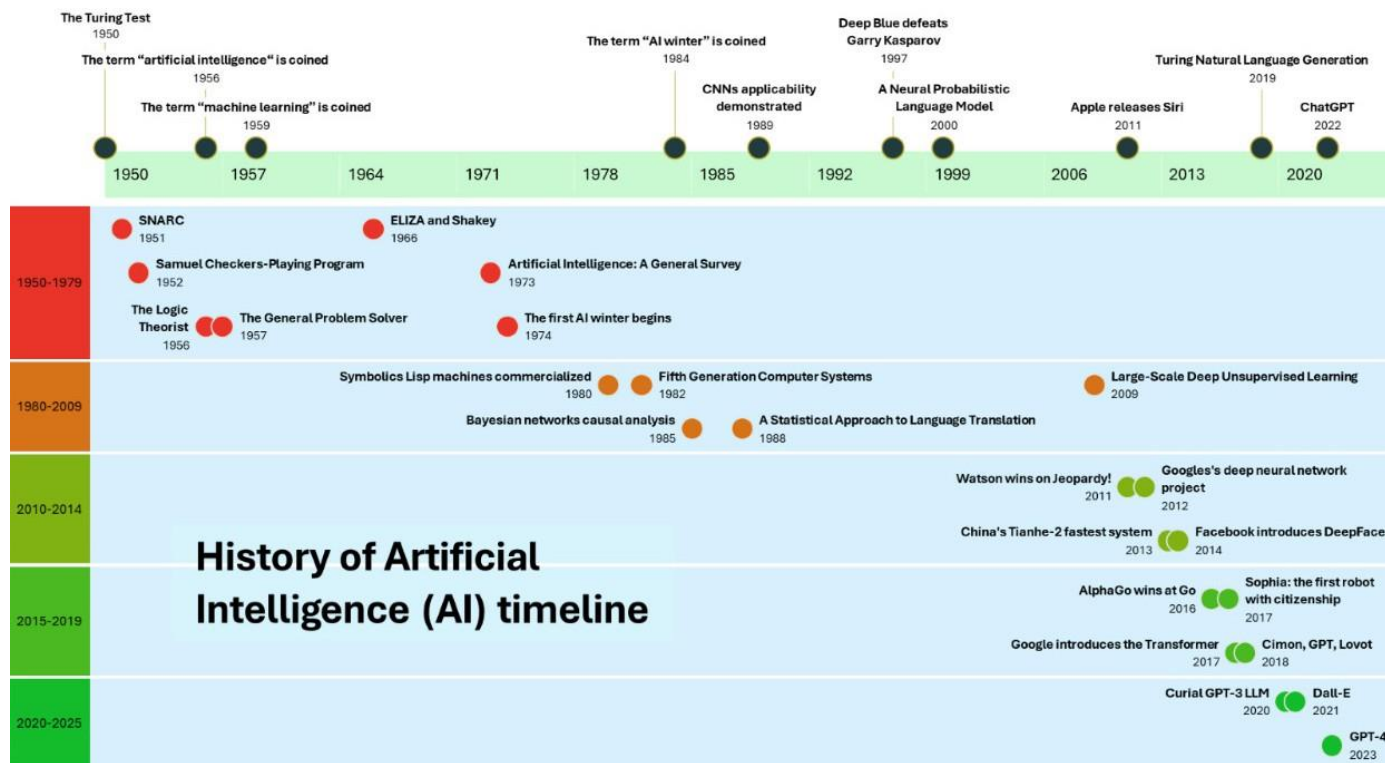 The Turing Test
1950
The term “artificial intelligence“ is coined
1956
The term “machine learning” is coined
1959
The term “AI winter” is coined
1984
CNNs applicability
demonstrated
1989
Deep Blue defeats
Garry Kasparov
1997
A Neural Probabilistic
Language Model
2000
Apple releases Siri
2011
Turing Natural Language Generation
2019
ChatGPT
2022
1950 1957 1964 1971 1978 1985 1992 1999 2006 2013 2020
1950-1979
SNARC
1951
ELIZA and Shakey
1966
Samuel Checkers-Playing Program
1952
Artificial Intelligence: A General Survey
1973
The Logic
Theorist
1956
The General Problem Solver
1957
The first AI winter begins
1974
1980-2009
Symbolics Lisp machines commercialized
1980
Fifth Generation Computer Systems
1982
Large-Scale Deep Unsupervised Learning
2009
Bayesian networks causal analysis
1985
A Statistical Approach to Language Translation
1988
2010-2014
Watson wins on Jeopardy!
2011
Googles's deep neural network
project
2012
China's Tianhe-2 fastest system
2013
Facebook introduces DeepFace
2014
History of Artificial
Intelligence (AI) timeline
2015-2019
AlphaGo wins at Go
2016
Sophia: the first robot
with citizenship
2017
Google introduces the Transformer
2017
Cimon, GPT, Lovot
2018
2020-2025
Curial GPT-3 LLM
2020
Dall-E
2021
GPT-4
2023